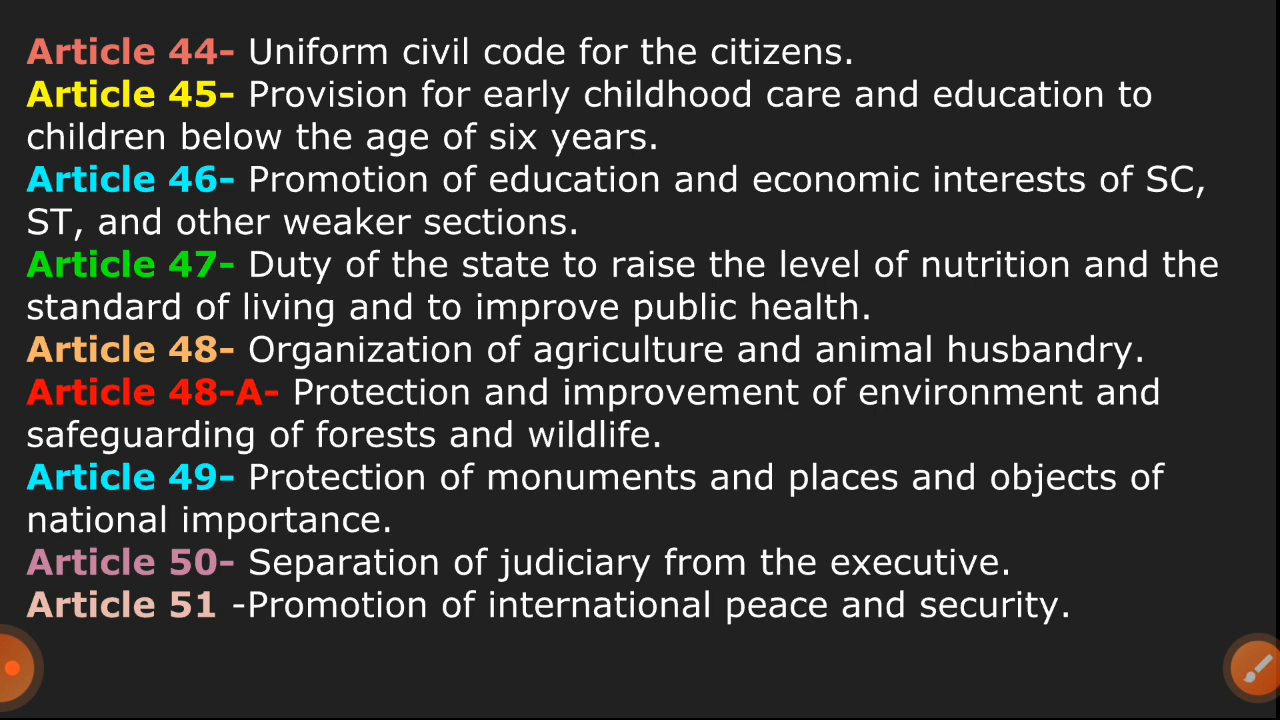 Article 44- Uniform civil code for the citizens.
Article 45- Provision for early childhood care and education to
children below the age of six years.
Article 46- Promotion of education and economic interests of SC,
ST, and other weaker sections.
Article 47- Duty of the state to raise the level of nutrition and the
standard of living and to improve public health.
Article 48- Organization of agriculture and animal husbandry.
Article 48-A- Protection and improvement of environment and
safeguarding of forests and wildlife.
Article 49- Protection of monuments and places and objects of
national importance.
Article 50- Separation of judiciary from the executive.
Article 51 -Promotion of international peace and security.